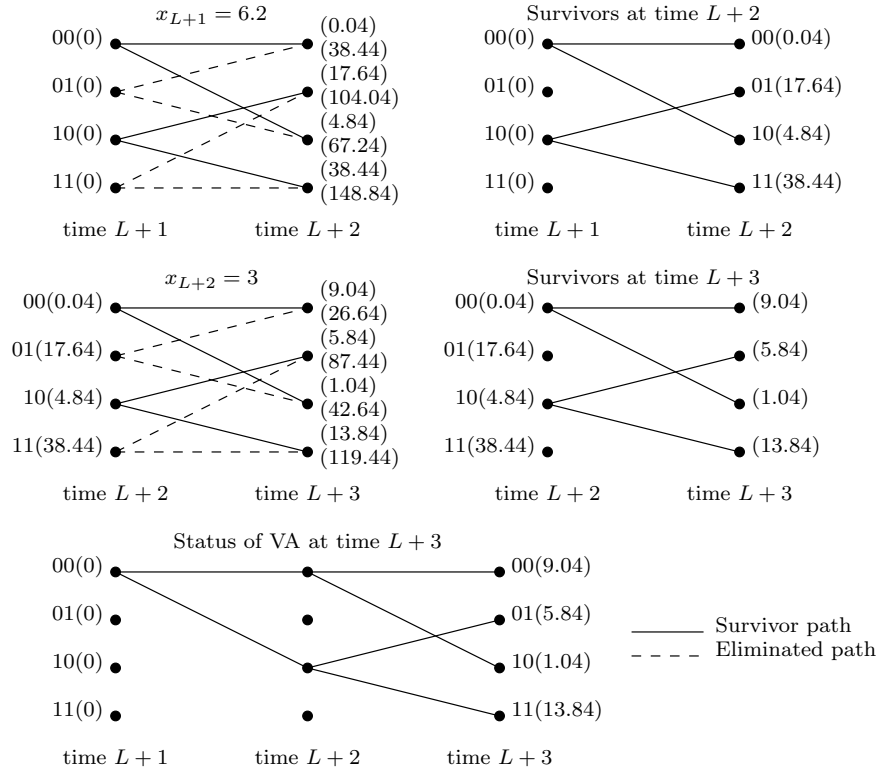 x_{L+1} = 6.2
00(0)
01(0)
10(0)
11(0)
(0.04)
(38.44)
(17.64)
(104.04)
(4.84)
(67.24)
(38.44)
(148.84)
time L + 1
time L + 2
Survivors at time L + 2
00(0)
01(0)
10(0)
11(0)
00(0.04)
01(17.64)
10(4.84)
11(38.44)
time L + 1
time L + 2
x_{L+2} = 3
00(0.04)
01(17.64)
10(4.84)
11(38.44)
(9.04)
(26.64)
(5.84)
(87.44)
(1.04)
(42.64)
(13.84)
(119.44)
time L + 2
time L + 3
Survivors at time L + 3
00(0.04)
01(17.64)
10(4.84)
11(38.44)
(9.04)
(5.84)
(1.04)
(13.84)
time L + 2
time L + 3
Status of VA at time L + 3
00(0)
01(0)
10(0)
11(0)
00(9.04)
01(5.84)
10(1.04)
11(13.84)
time L + 1
time L + 2
time L + 3
Survivor path
Eliminated path